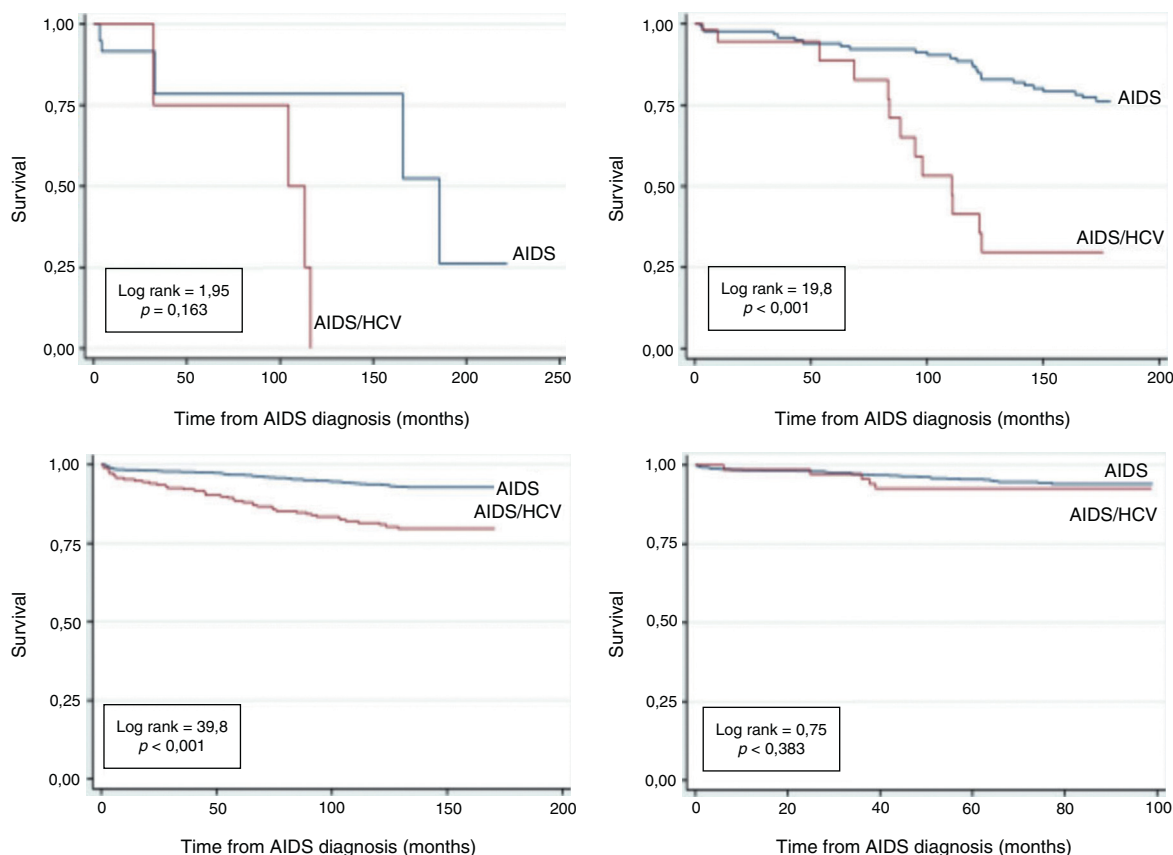 1,00
0,75
0,50
0,25
0,00
Survival
AIDS
AIDS/HCV
Log rank = 1,95
p = 0,163
0 50 100 150 200 250
Time from AIDS diagnosis (months)
1,00
0,75
0,50
0,25
0,00
Survival
AIDS
AIDS/HCV
Log rank = 19,8
p < 0,001
0 50 100 150 200
Time from AIDS diagnosis (months)
1,00
0,75
0,50
0,25
0,00
Survival
AIDS
AIDS/HCV
Log rank = 39,8
p < 0,001
0 50 100 150 200
Time from AIDS diagnosis (months)
1,00
0,75
0,50
0,25
0,00
Survival
AIDS
AIDS/HCV
Log rank = 0,75
p < 0,383
0 20 40 60 80 100
Time from AIDS diagnosis (months)